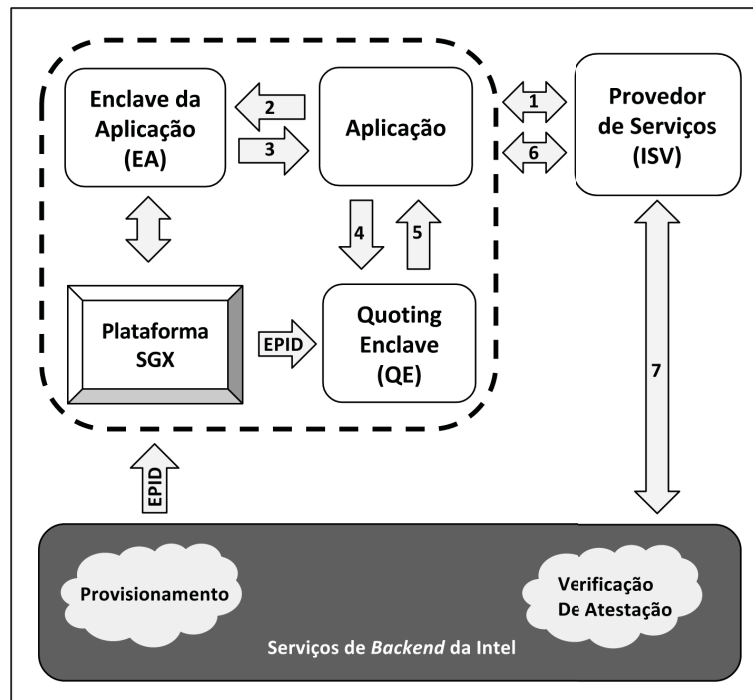 Enclave da
Aplicação
(EA)
2
3
Aplicação
1
6
Provedor
de Serviços
(ISV)
4
5
Plataforma
SGX
EPID
Quoting
Enclave
(QE)
7
EPID
Provisionamento
Verificação
De Atestação
Serviços de Backend da Intel